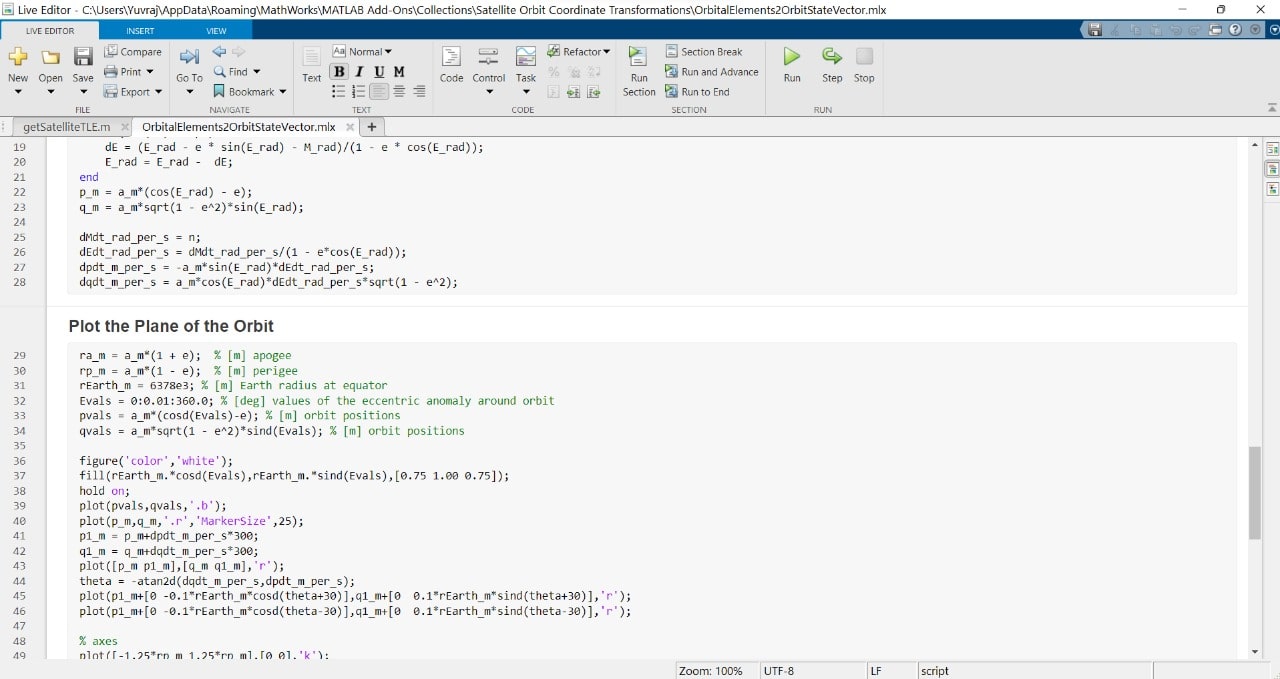 Live Editor - C:\Users\Yuvraj\AppData\Roaming\MathWorks\MATLAB Add-Ons\Collections\Satellite Orbit Coordinate Transformations\OrbitalElements2OrbitStateVector.mlx
LIVE EDITOR INSERT VIEW
New Open Save Compare Print Export
FILE
Go To Find Bookmark
NAVIGATE
Text Aa Normal B I U M
TEXT
Code Control Task Refactor
CODE
Run Section Section Break Run and Advance Run to End
SECTION
Run Step Stop
RUN
getSatelliteTLE.m OrbitalElements2OrbitStateVector.mlx +
19 dE = (E_rad - e * sin(E_rad) - M_rad)/(1 - e * cos(E_rad));
20 E_rad = E_rad - dE;
21 end
22 p_m = a_m*(cos(E_rad) - e);
23 q_m = a_m*sqrt(1 - e^2)*sin(E_rad);
24
25 dMdt_rad_per_s = n;
26 dEdt_rad_per_s = dMdt_rad_per_s/(1 - e*cos(E_rad));
27 dpdt_m_per_s = -a_m*sin(E_rad)*dEdt_rad_per_s;
28 dqdt_m_per_s = a_m*cos(E_rad)*dEdt_rad_per_s*sqrt(1 - e^2);
Plot the Plane of the Orbit
29 ra_m = a_m*(1 + e); % [m] apogee
30 rp_m = a_m*(1 - e); % [m] perigee
31 rEarth_m = 6378e3; % [m] Earth radius at equator
32 Evals = 0:0.01:360.0; % [deg] values of the eccentric anomaly around orbit
33 pvals = a_m*(cosd(Evals)-e); % [m] orbit positions
34 qvals = a_m*sqrt(1 - e^2)*sind(Evals); % [m] orbit positions
35
36 figure('color','white');
37 fill(rEarth_m.*cosd(Evals),rEarth_m.*sind(Evals),[0.75 1.00 0.75]);
38 hold on;
39 plot(pvals,qvals,'.b');
40 plot(p_m,q_m,'.r','MarkerSize',25);
41 p1_m = p_m+dpdt_m_per_s*300;
42 q1_m = q_m+dqdt_m_per_s*300;
43 plot([p_m p1_m],[q_m q1_m],'r');
44 theta = -atan2d(dqdt_m_per_s,dpdt_m_per_s);
45 plot(p1_m+[0 -0.1*rEarth_m*cosd(theta+30)],q1_m+[0 0.1*rEarth_m*sind(theta+30)],'r');
46 plot(p1_m+[0 -0.1*rEarth_m*cosd(theta-30)],q1_m+[0 0.1*rEarth_m*sind(theta-30)],'r');
47
48 % axes
49 plot([-1.25*rp_m 1.25*rp_m],[0 0],'k');
Zoom: 100% UTF-8 LF script